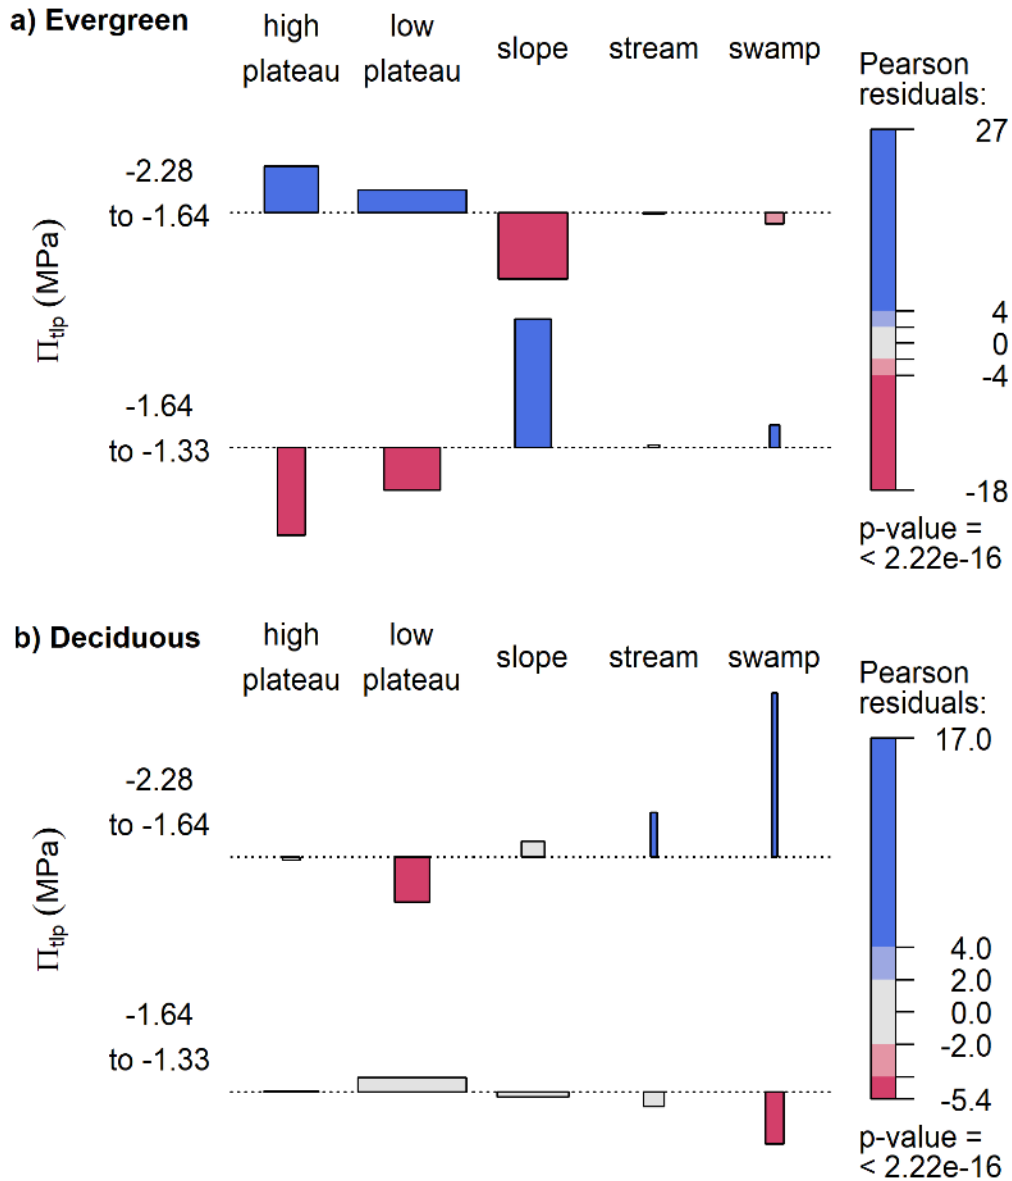 a) Evergreen
high plateau
low plateau
slope
stream
swamp
Pearson
residuals:
27
4
0
-4
-18
p-value =
< 2.22e-16
Π tlp (MPa)
-2.28
to -1.64
-1.64
to -1.33
b) Deciduous
high plateau
low plateau
slope
stream
swamp
Pearson
residuals:
17.0
4.0
2.0
0.0
-2.0
-5.4
p-value =
< 2.22e-16
Π tlp (MPa)
-2.28
to -1.64
-1.64
to -1.33